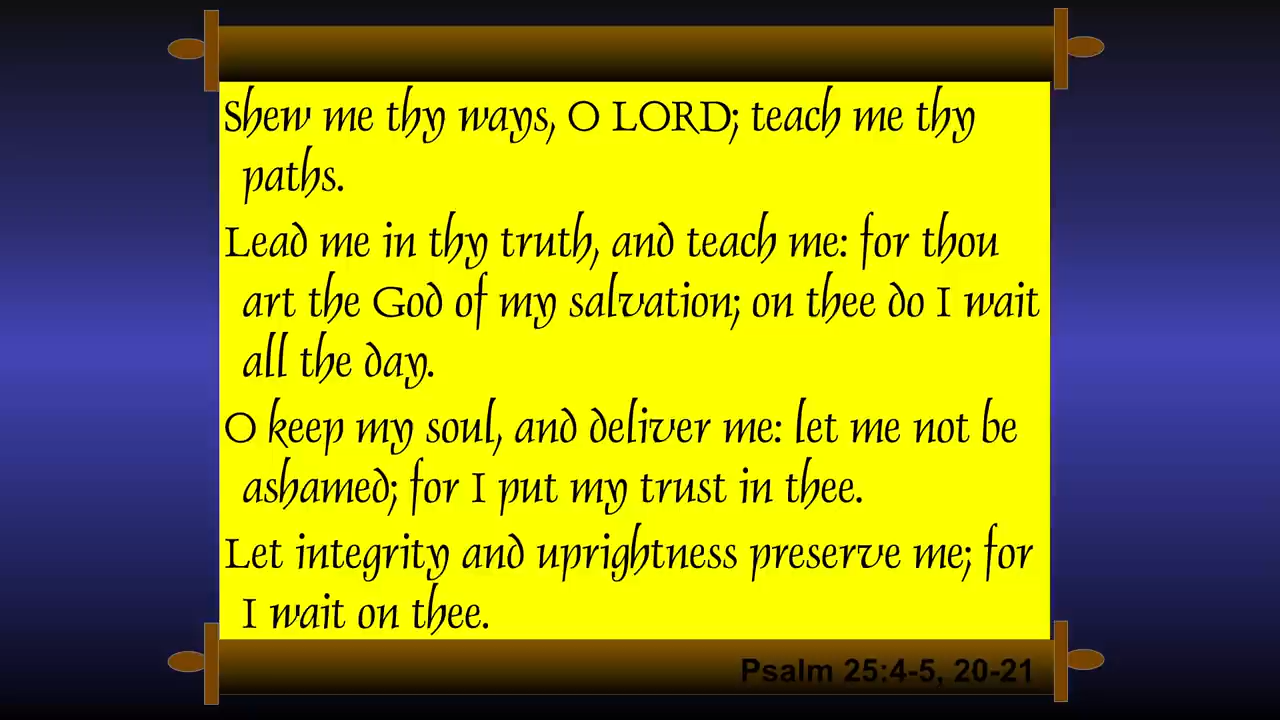 Shew me thy ways, O LORD; teach me thy
paths.
Lead me in thy truth, and teach me: for thou
art the God of my salvation; on thee do I wait
all the day.
O keep my soul, and deliver me: let me not be
ashamed; for I put my trust in thee.
Let integrity and uprightness preserve me; for
I wait on thee.
Psalm 25:4-5, 20-21